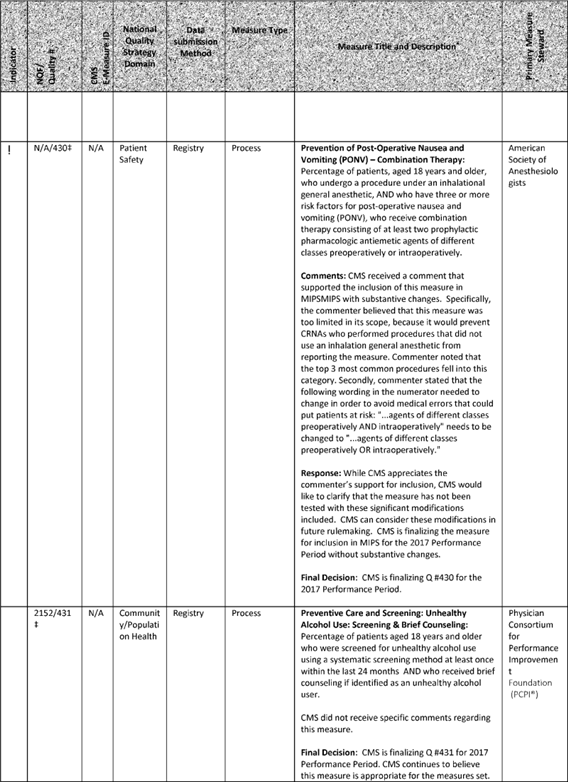 Indicator
NQF/
Quality #
CMS
E-Measure ID
National
Quality
Strategy
Domain
Data
submission
Method
Measure Type
Measure Title and Description
Primary Measure
Steward
!
N/A/430‡
N/A
Patient
Safety
Registry
Process
Prevention of Post-Operative Nausea and
Vomiting (PONV) – Combination Therapy:
Percentage of patients, aged 18 years and older,
who undergo a procedure under an inhalational
general anesthetic, AND who have three or more
risk factors for post-operative nausea and
vomiting (PONV), who receive combination
therapy consisting of at least two prophylactic
pharmacologic antiemetic agents of different
classes preoperatively or intraoperatively.
Comments: CMS received a comment that
supported the inclusion of this measure in
MIPSMIPS with substantive changes. Specifically,
the commenter believed that this measure was
too limited in its scope, because it would prevent
CRNAs who performed procedures that did not
use an inhalation general anesthetic from
reporting the measure. Commenter noted that
the top 3 most common procedures fell into this
category. Secondly, commenter stated that the
following wording in the numerator needed to
change in order to avoid medical errors that could
put patients at risk: "...agents of different classes
preoperatively AND intraoperatively" needs to be
changed to "...agents of different classes
preoperatively OR intraoperatively."
Response: While CMS appreciates the
commenter's support for inclusion, CMS would
like to clarify that the measure has not been
tested with these significant modifications
included. CMS can consider these modifications in
future rulemaking. CMS is finalizing the measure
for inclusion in MIPS for the 2017 Performance
Period without substantive changes.
Final Decision: CMS is finalizing Q #430 for the
2017 Performance Period.
American
Society of
Anesthesiolo
gists
2152/431
‡
N/A
Communit
y/Populati
on Health
Registry
Process
Preventive Care and Screening: Unhealthy
Alcohol Use: Screening & Brief Counseling:
Percentage of patients aged 18 years and older
who were screened for unhealthy alcohol use
using a systematic screening method at least once
within the last 24 months AND who received brief
counseling if identified as an unhealthy alcohol
user.
CMS did not receive specific comments regarding
this measure.
Final Decision: CMS is finalizing Q #431 for 2017
Performance Period. CMS continues to believe
this measure is appropriate for the measures set.
Physician
Consortium
for
Performance
Improvemen
t
Foundation
(PCPI®)